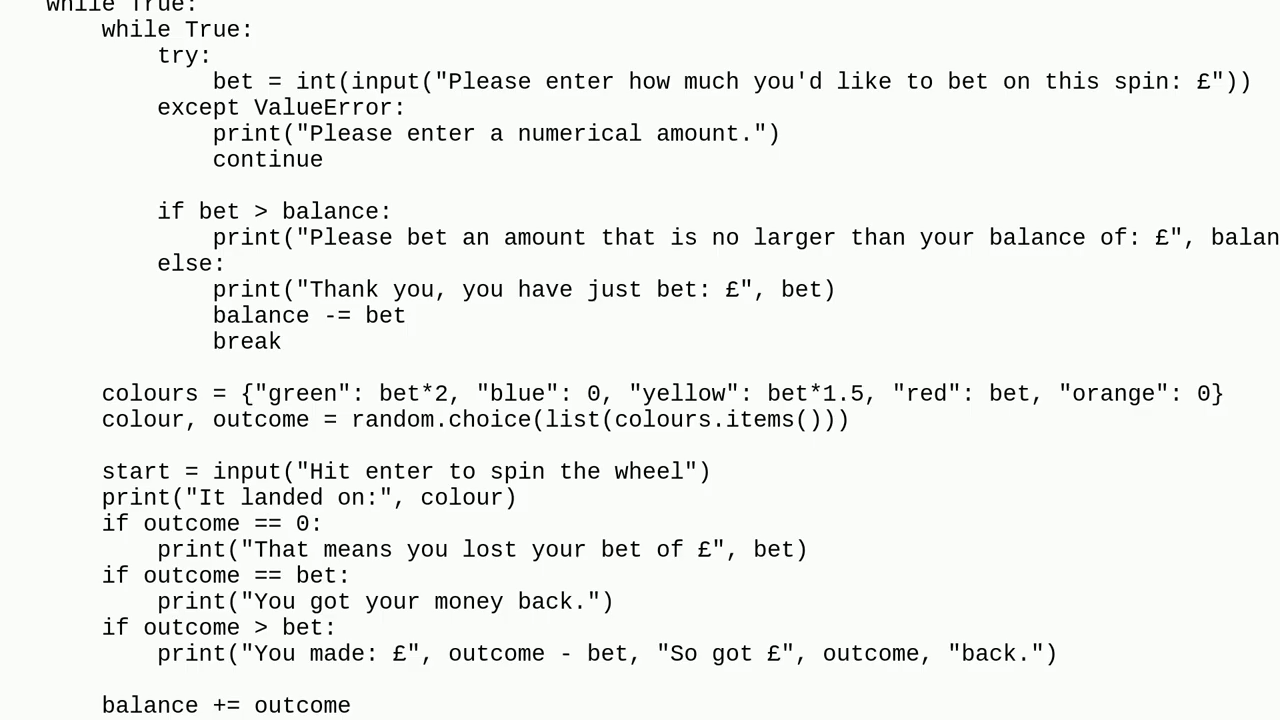 while True:
    while True:
        try:
            bet = int(input("Please enter how much you'd like to bet on this spin: £"))
        except ValueError:
            print("Please enter a numerical amount.")
            continue

        if bet > balance:
            print("Please bet an amount that is no larger than your balance of: £", balan
        else:
            print("Thank you, you have just bet: £", bet)
            balance -= bet
            break

    colours = {"green": bet*2, "blue": 0, "yellow": bet*1.5, "red": bet, "orange": 0}
    colour, outcome = random.choice(list(colours.items()))

    start = input("Hit enter to spin the wheel")
    print("It landed on:", colour)
    if outcome == 0:
        print("That means you lost your bet of £", bet)
    if outcome == bet:
        print("You got your money back.")
    if outcome > bet:
        print("You made: £", outcome - bet, "So got £", outcome, "back.")

    balance += outcome